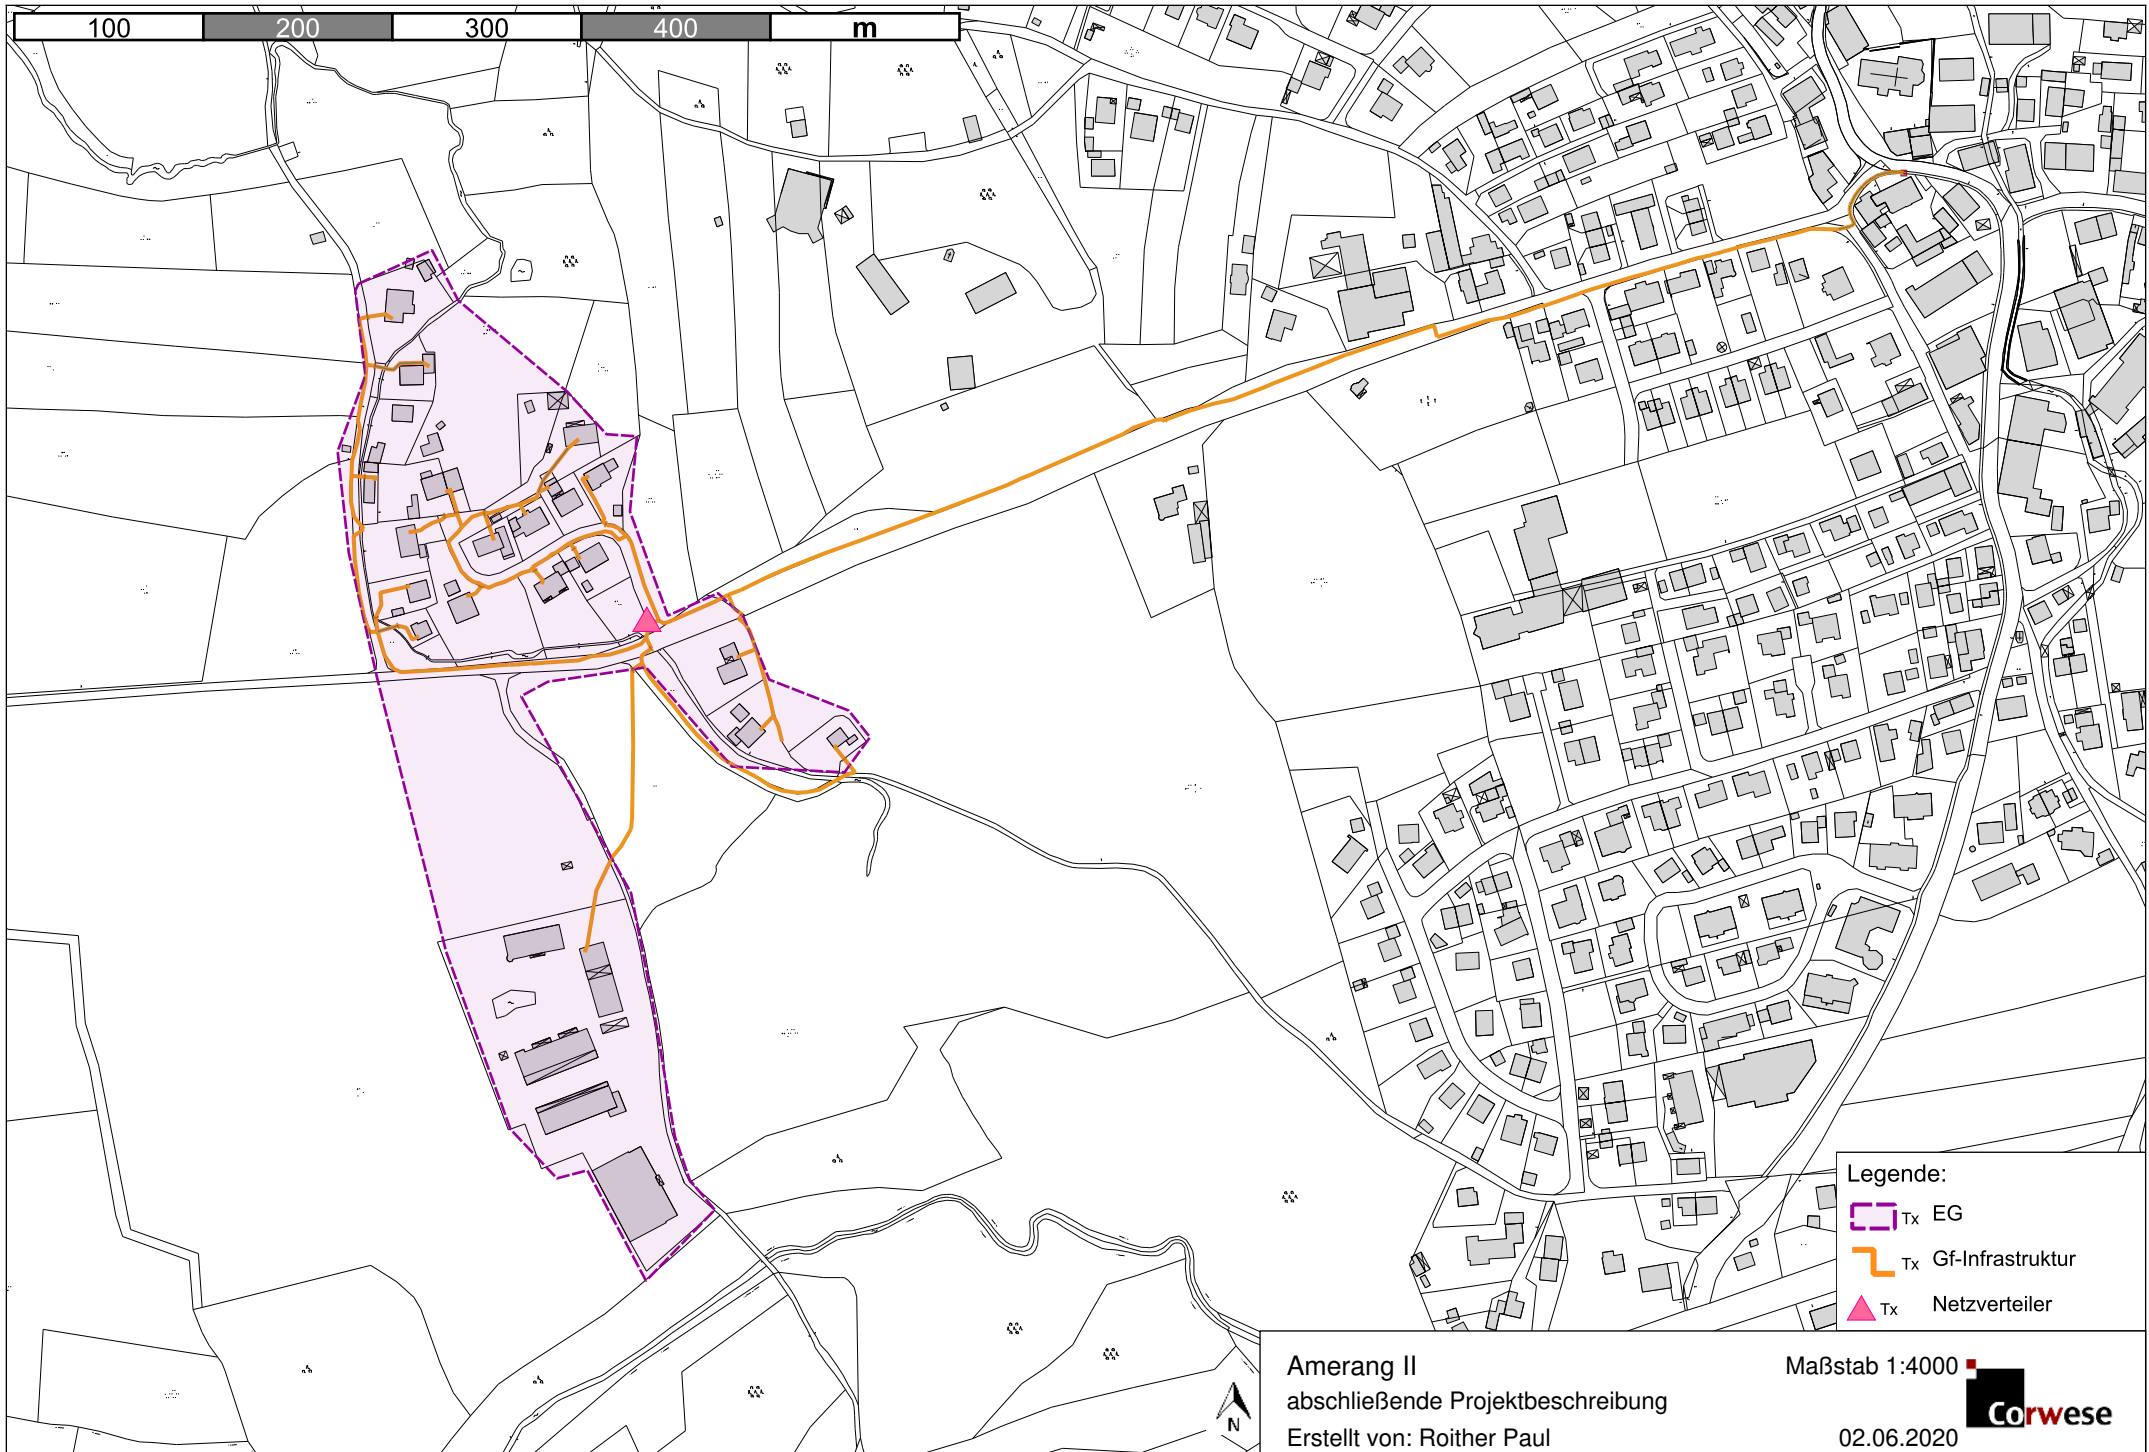 100 200 300 400 m
Legende:
Tx EG
Tx Gf-Infrastruktur
Tx Netzverteiler
Amerang II
Maßstab 1:4000
abschließende Projektbeschreibung
Corwese
N
Erstellt von: Roither Paul
02.06.2020